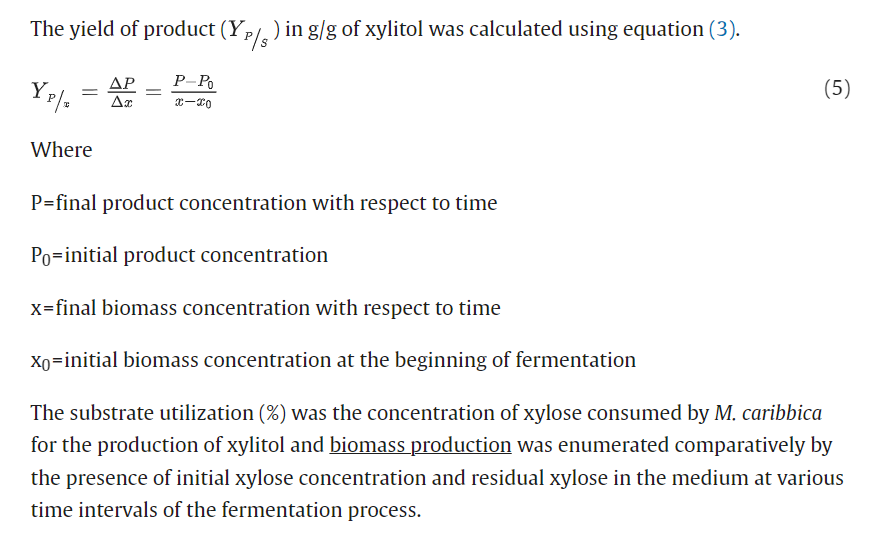 The yield of product (Y_{P/s}) in g/g of xylitol was calculated using equation (3).
Y_{P/x} = ΔP/Δx = P−P₀/x−x₀ (5)
Where
P=final product concentration with respect to time
P₀=initial product concentration
x=final biomass concentration with respect to time
x₀=initial biomass concentration at the beginning of fermentation
The substrate utilization (%) was the concentration of xylose consumed by M. caribbica
for the production of xylitol and biomass production was enumerated comparatively by
the presence of initial xylose concentration and residual xylose in the medium at various
time intervals of the fermentation process.